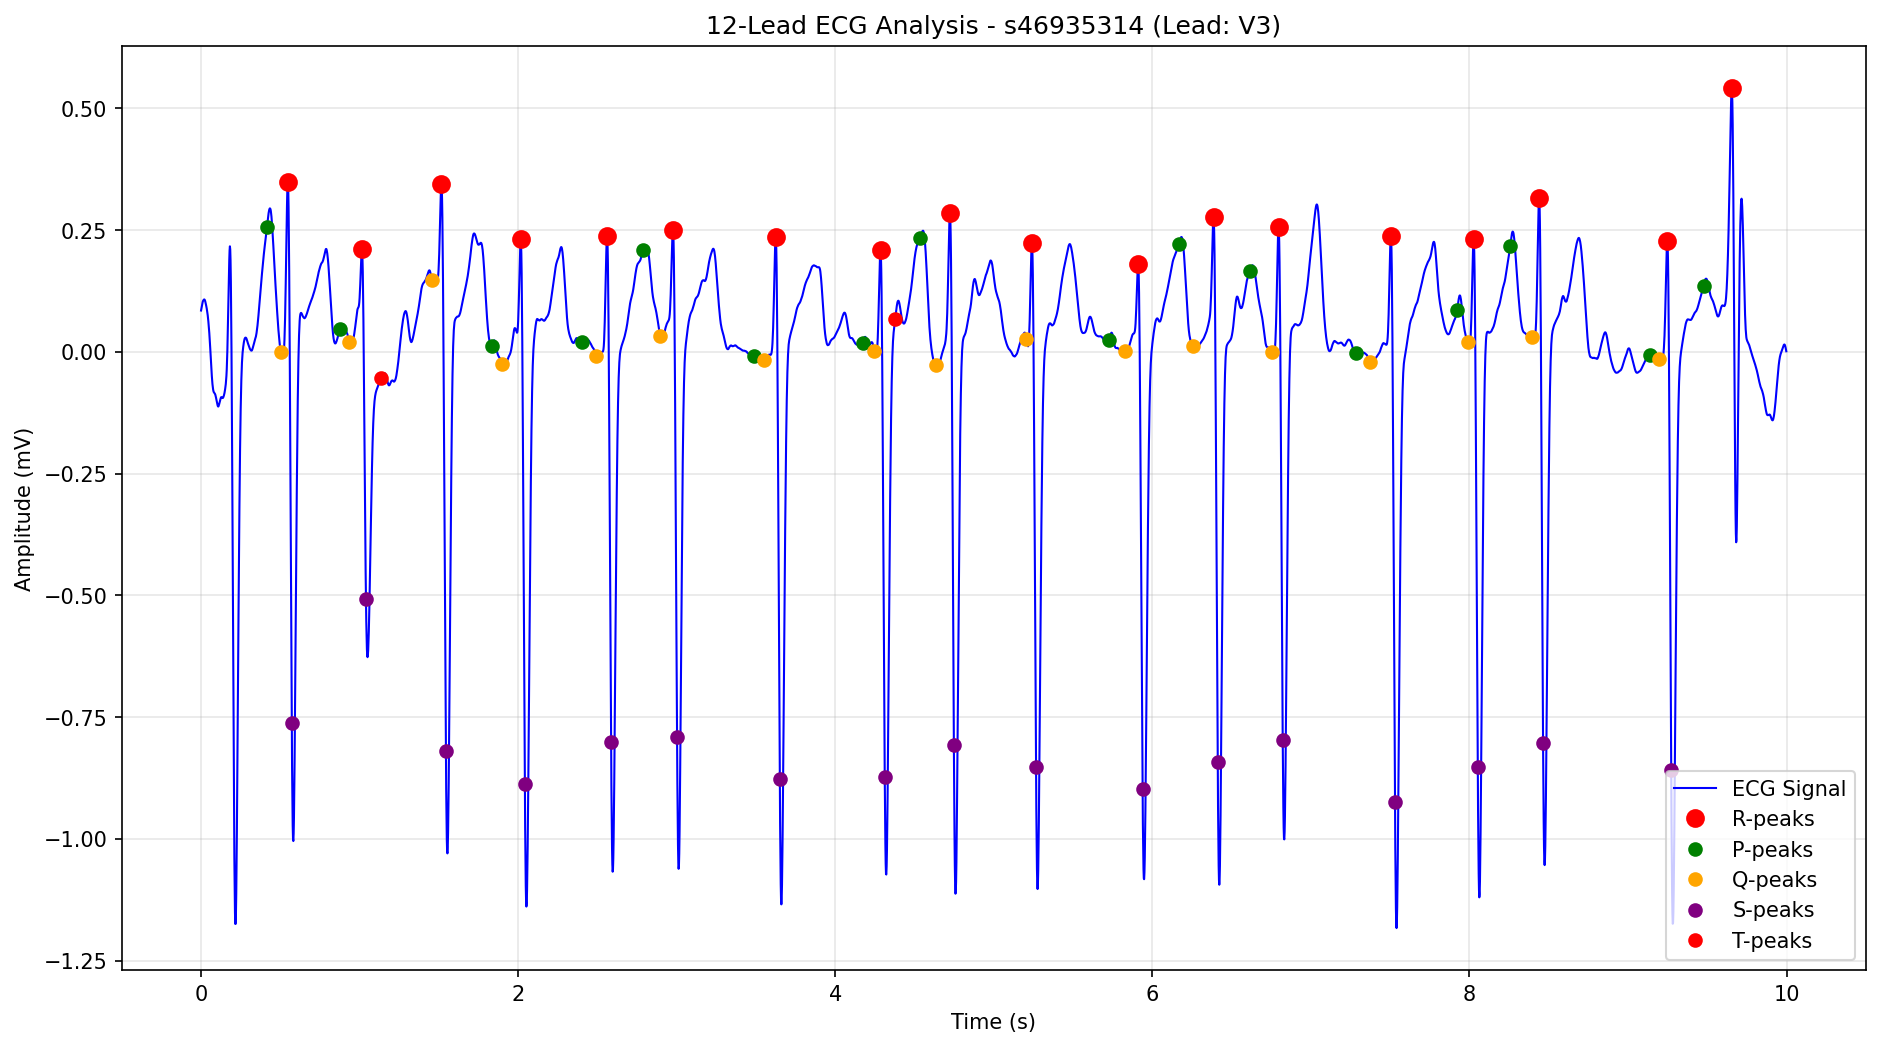 12-Lead ECG Analysis - s46935314 (Lead: V3)
Amplitude (mV)
0.50
0.25
0.00
−0.25
−0.50
−0.75
−1.00
−1.25
0 2 4 6 8 10
Time (s)
ECG Signal
R-peaks
P-peaks
Q-peaks
S-peaks
T-peaks